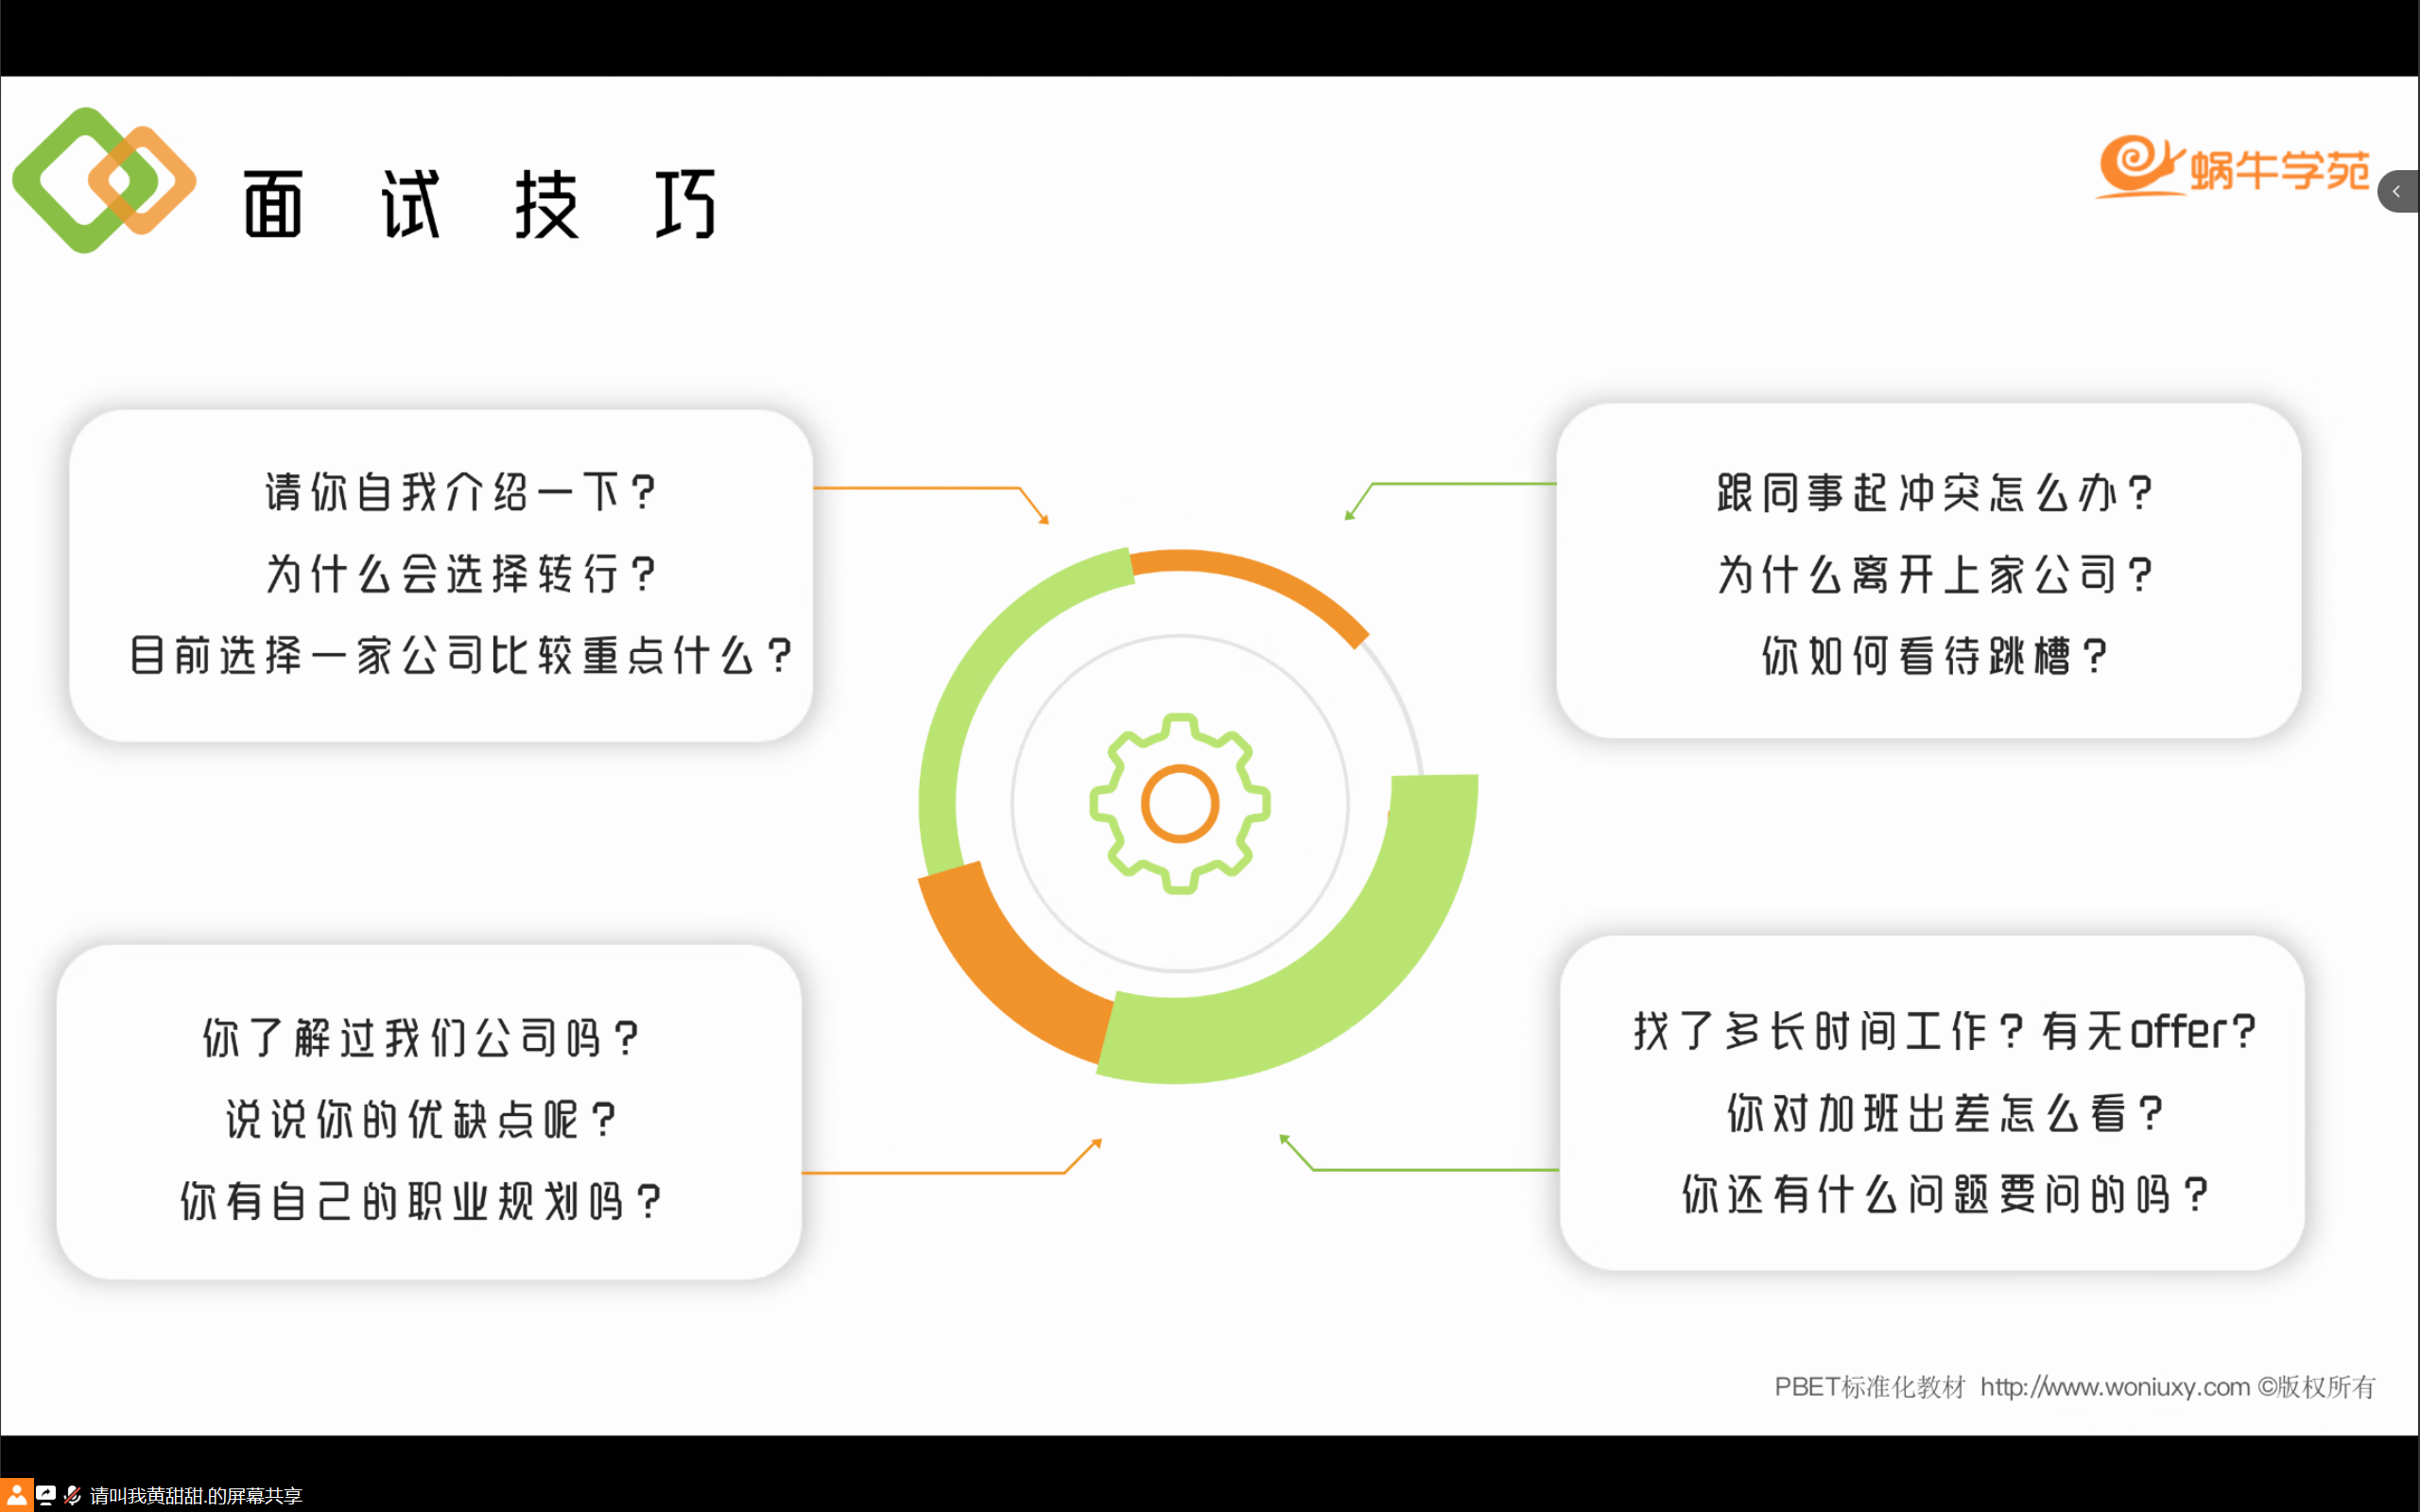 面试技巧
蜗牛学苑
请你自我介绍一下？
为什么会选择转行？
目前选择一家公司比较重点什么？
跟同事起冲突怎么办？
为什么离开上家公司？
你如何看待跳槽？
你了解过我们公司吗？
说说你的优缺点呢？
你有自己的职业规划吗？
找了多长时间工作？有无offer?
你对加班出差怎么看？
你还有什么问题要问的吗？
PBET标准化教材 http://www.woniuxy.com ©版权所有
请叫我黄甜甜.的屏幕共享